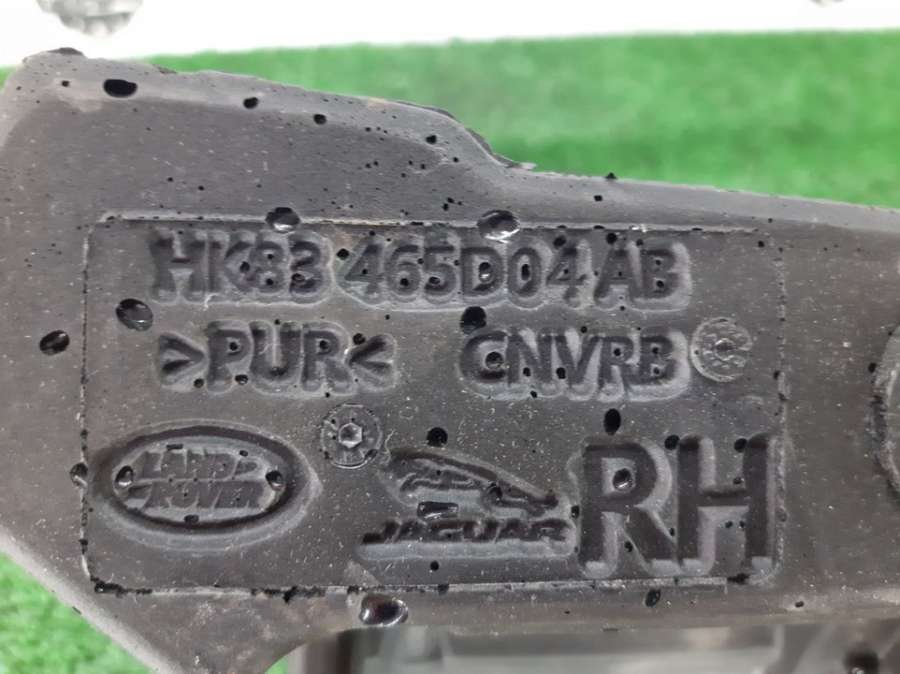 HK83 465D04 AB
>PUR< CNVRB
LAND
ROVER
JAGUAR
RH